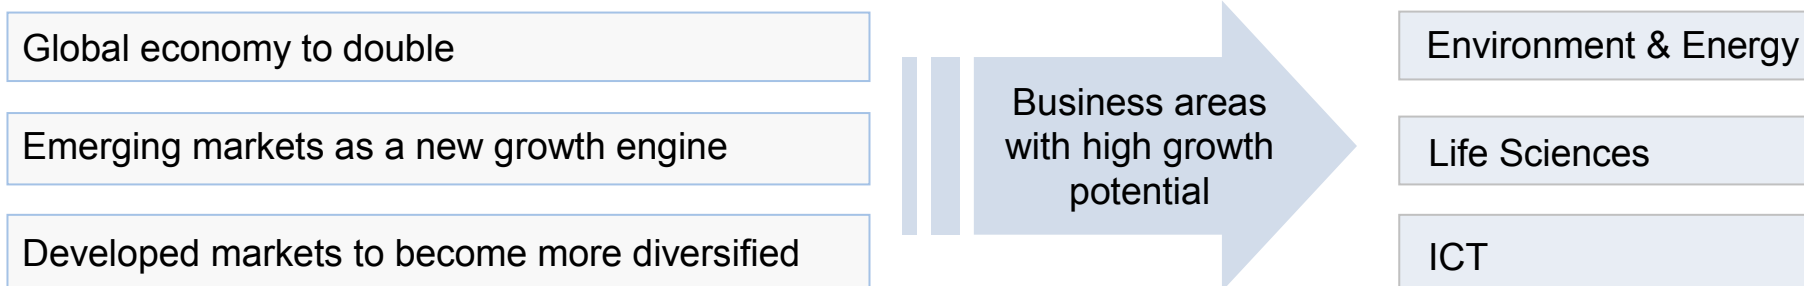 Global economy to double
Emerging markets as a new growth engine
Developed markets to become more diversified
Business areas
with high growth
potential
Environment & Energy
Life Sciences
ICT